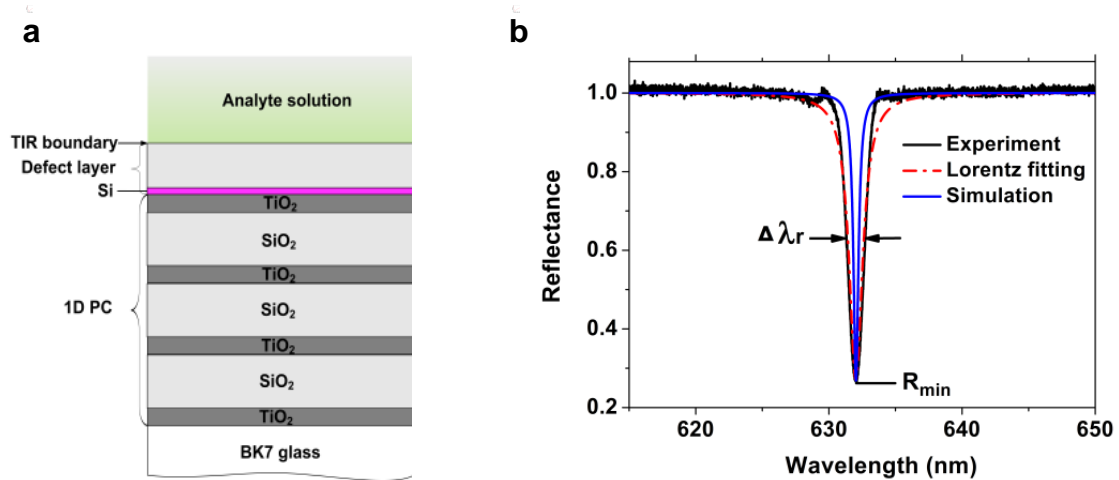 a
Analyte solution
TIR boundary
Defect layer
Si
TiO₂
SiO₂
TiO₂
1D PC
SiO₂
TiO₂
SiO₂
TiO₂
BK7 glass
b
1.0
0.8
0.6
0.4
0.2
Reflectance
Experiment
Lorentz fitting
Simulation
Δλr
Rmin
620
630
640
650
Wavelength (nm)